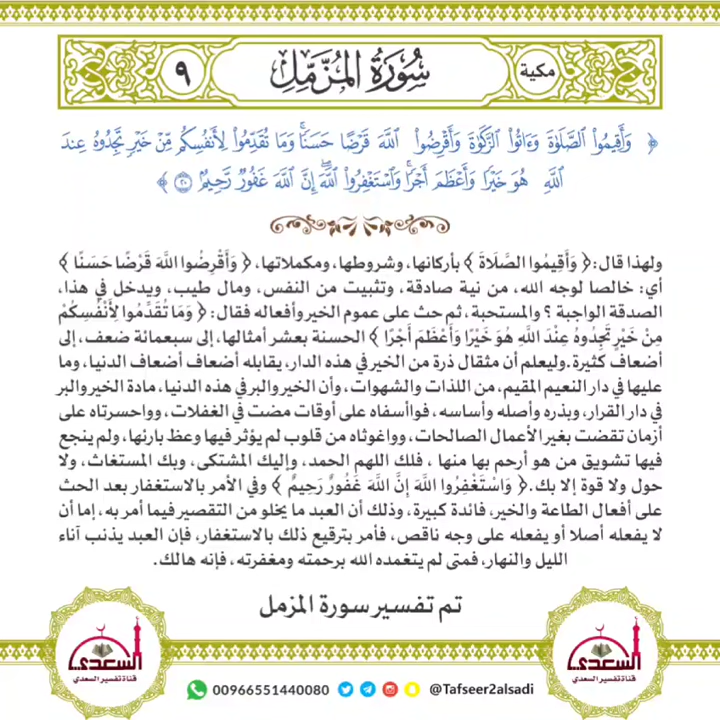 مكية
سُورَةُ المُزَّمِّل
٩
﴿ وَأَقِيمُوا۟ ٱلصَّلَوٰةَ وَءَاتُوا۟ ٱلزَّكَوٰةَ وَأَقْرِضُوا۟ ٱللَّهَ قَرْضًا حَسَنًۭا ۚ وَمَا تُقَدِّمُوا۟ لِأَنفُسِكُم مِّنْ خَيْرٍۢ تَجِدُوهُ عِندَ
ٱللَّهِ هُوَ خَيْرًۭا وَأَعْظَمَ أَجْرًۭا ۚ وَٱسْتَغْفِرُوا۟ ٱللَّهَ ۖ إِنَّ ٱللَّهَ غَفُورٌۭ رَّحِيمٌۢ ٢٠ ﴾
ولهذا قال: ﴿ وَأَقِيمُوا الصَّلَاةَ ﴾ بأركانها، وشروطها، ومكملاتها، ﴿ وَأَقْرِضُوا اللَّهَ قَرْضًا حَسَنًا ﴾
أي: خالصا لوجه الله، من نية صادقة، وتثبيت من النفس، ومال طيب، ويدخل في هذا،
الصدقة الواجبة ؟ والمستحبة، ثم حث على عموم الخير وأفعاله فقال: ﴿ وَمَا تُقَدِّمُوا لِأَنْفُسِكُمْ
مِنْ خَيْرٍ تَجِدُوهُ عِنْدَ اللَّهِ هُوَ خَيْرًا وَأَعْظَمَ أَجْرًا ﴾ الحسنة بعشر أمثالها، إلى سبعمائة ضعف، إلى
أضعاف كثيرة. وليعلم أن مثقال ذرة من الخير في هذه الدار، يقابله أضعاف أضعاف الدنيا، وما
عليها في دار النعيم المقيم، من اللذات والشهوات، وأن الخير والبر في هذه الدنيا، مادة الخير والبر
في دار القرار، وبذره وأصله وأساسه، فواأسفاه على أوقات مضت في الغفلات، وواحسرتاه على
أزمان تقضت بغير الأعمال الصالحات، وواغوثاه من قلوب لم يؤثر فيها وعظ بارئها، ولم ينجع
فيها تشويق من هو أرحم بها منها ، فلك اللهم الحمد، وإليك المشتكى، وبك المستغاث، ولا
حول ولا قوة إلا بك. ﴿ وَاسْتَغْفِرُوا اللَّهَ إِنَّ اللَّهَ غَفُورٌ رَحِيمٌ ﴾ وفي الأمر بالاستغفار بعد الحث
على أفعال الطاعة والخير، فائدة كبيرة، وذلك أن العبد ما يخلو من التقصير فيما أمر به، إما أن
لا يفعله أصلا أو يفعله على وجه ناقص، فأمر بترقيع ذلك بالاستغفار، فإن العبد يذنب آناء
الليل والنهار، فمتى لم يتغمده الله برحمته ومغفرته، فإنه هالك.
تم تفسير سورة المزمل
السعدي
قناة تفسير السعدي
00966551440080
@Tafseer2alsadi
السعدي
قناة تفسير السعدي